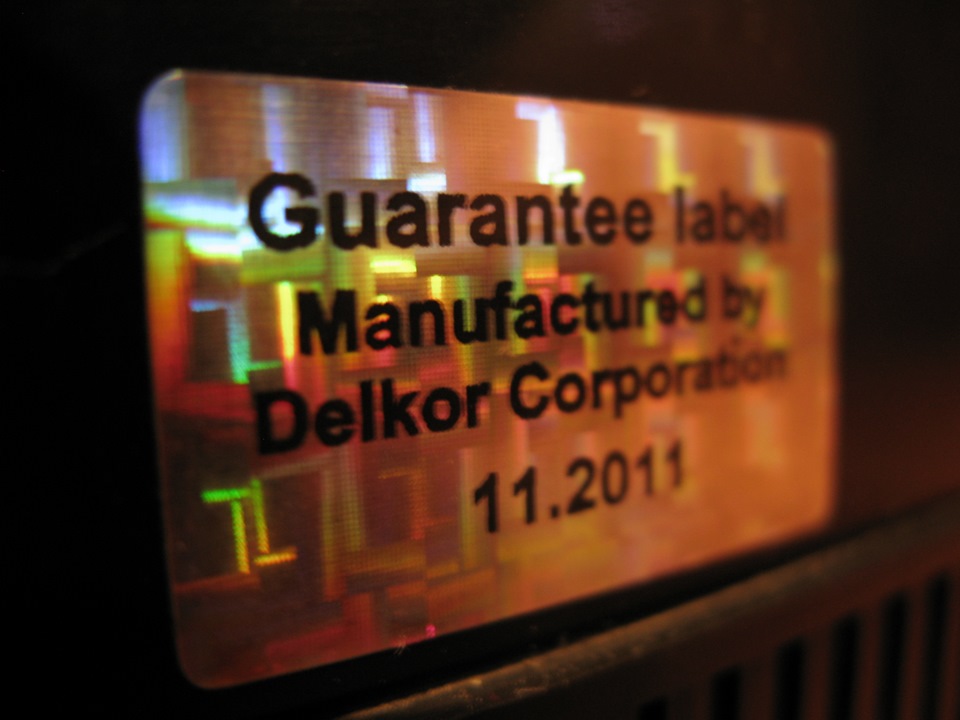 Guarantee label
Manufactured by
Delkor Corporation
11.2011